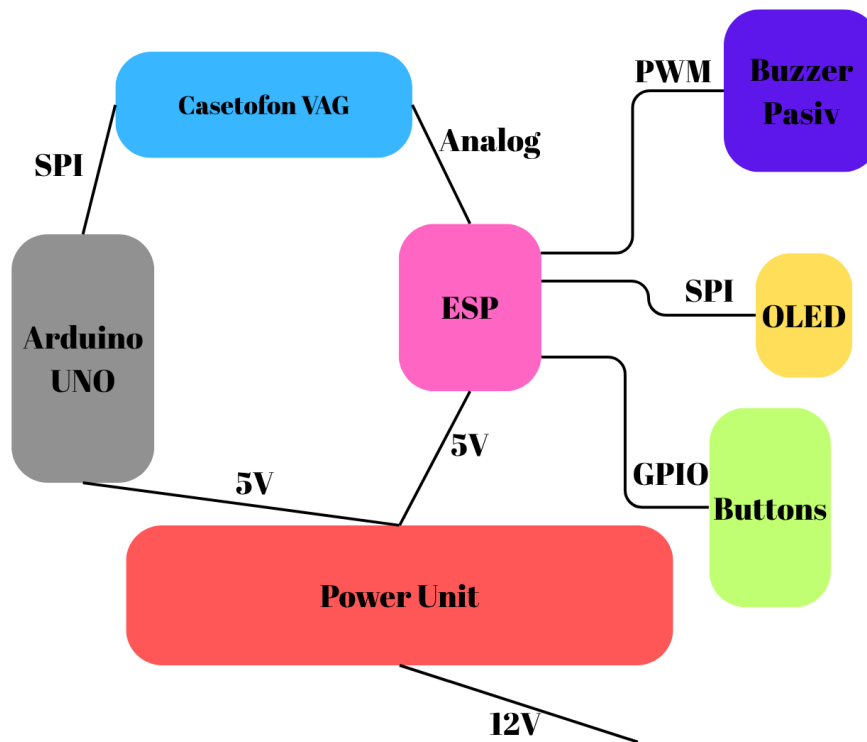 PWM
Buzzer
Pasiv
Casetofon VAG
Analog
SPI
SPI
ESP
OLED
Arduino
UNO
5V
5V
GPIO
Buttons
Power Unit
12V